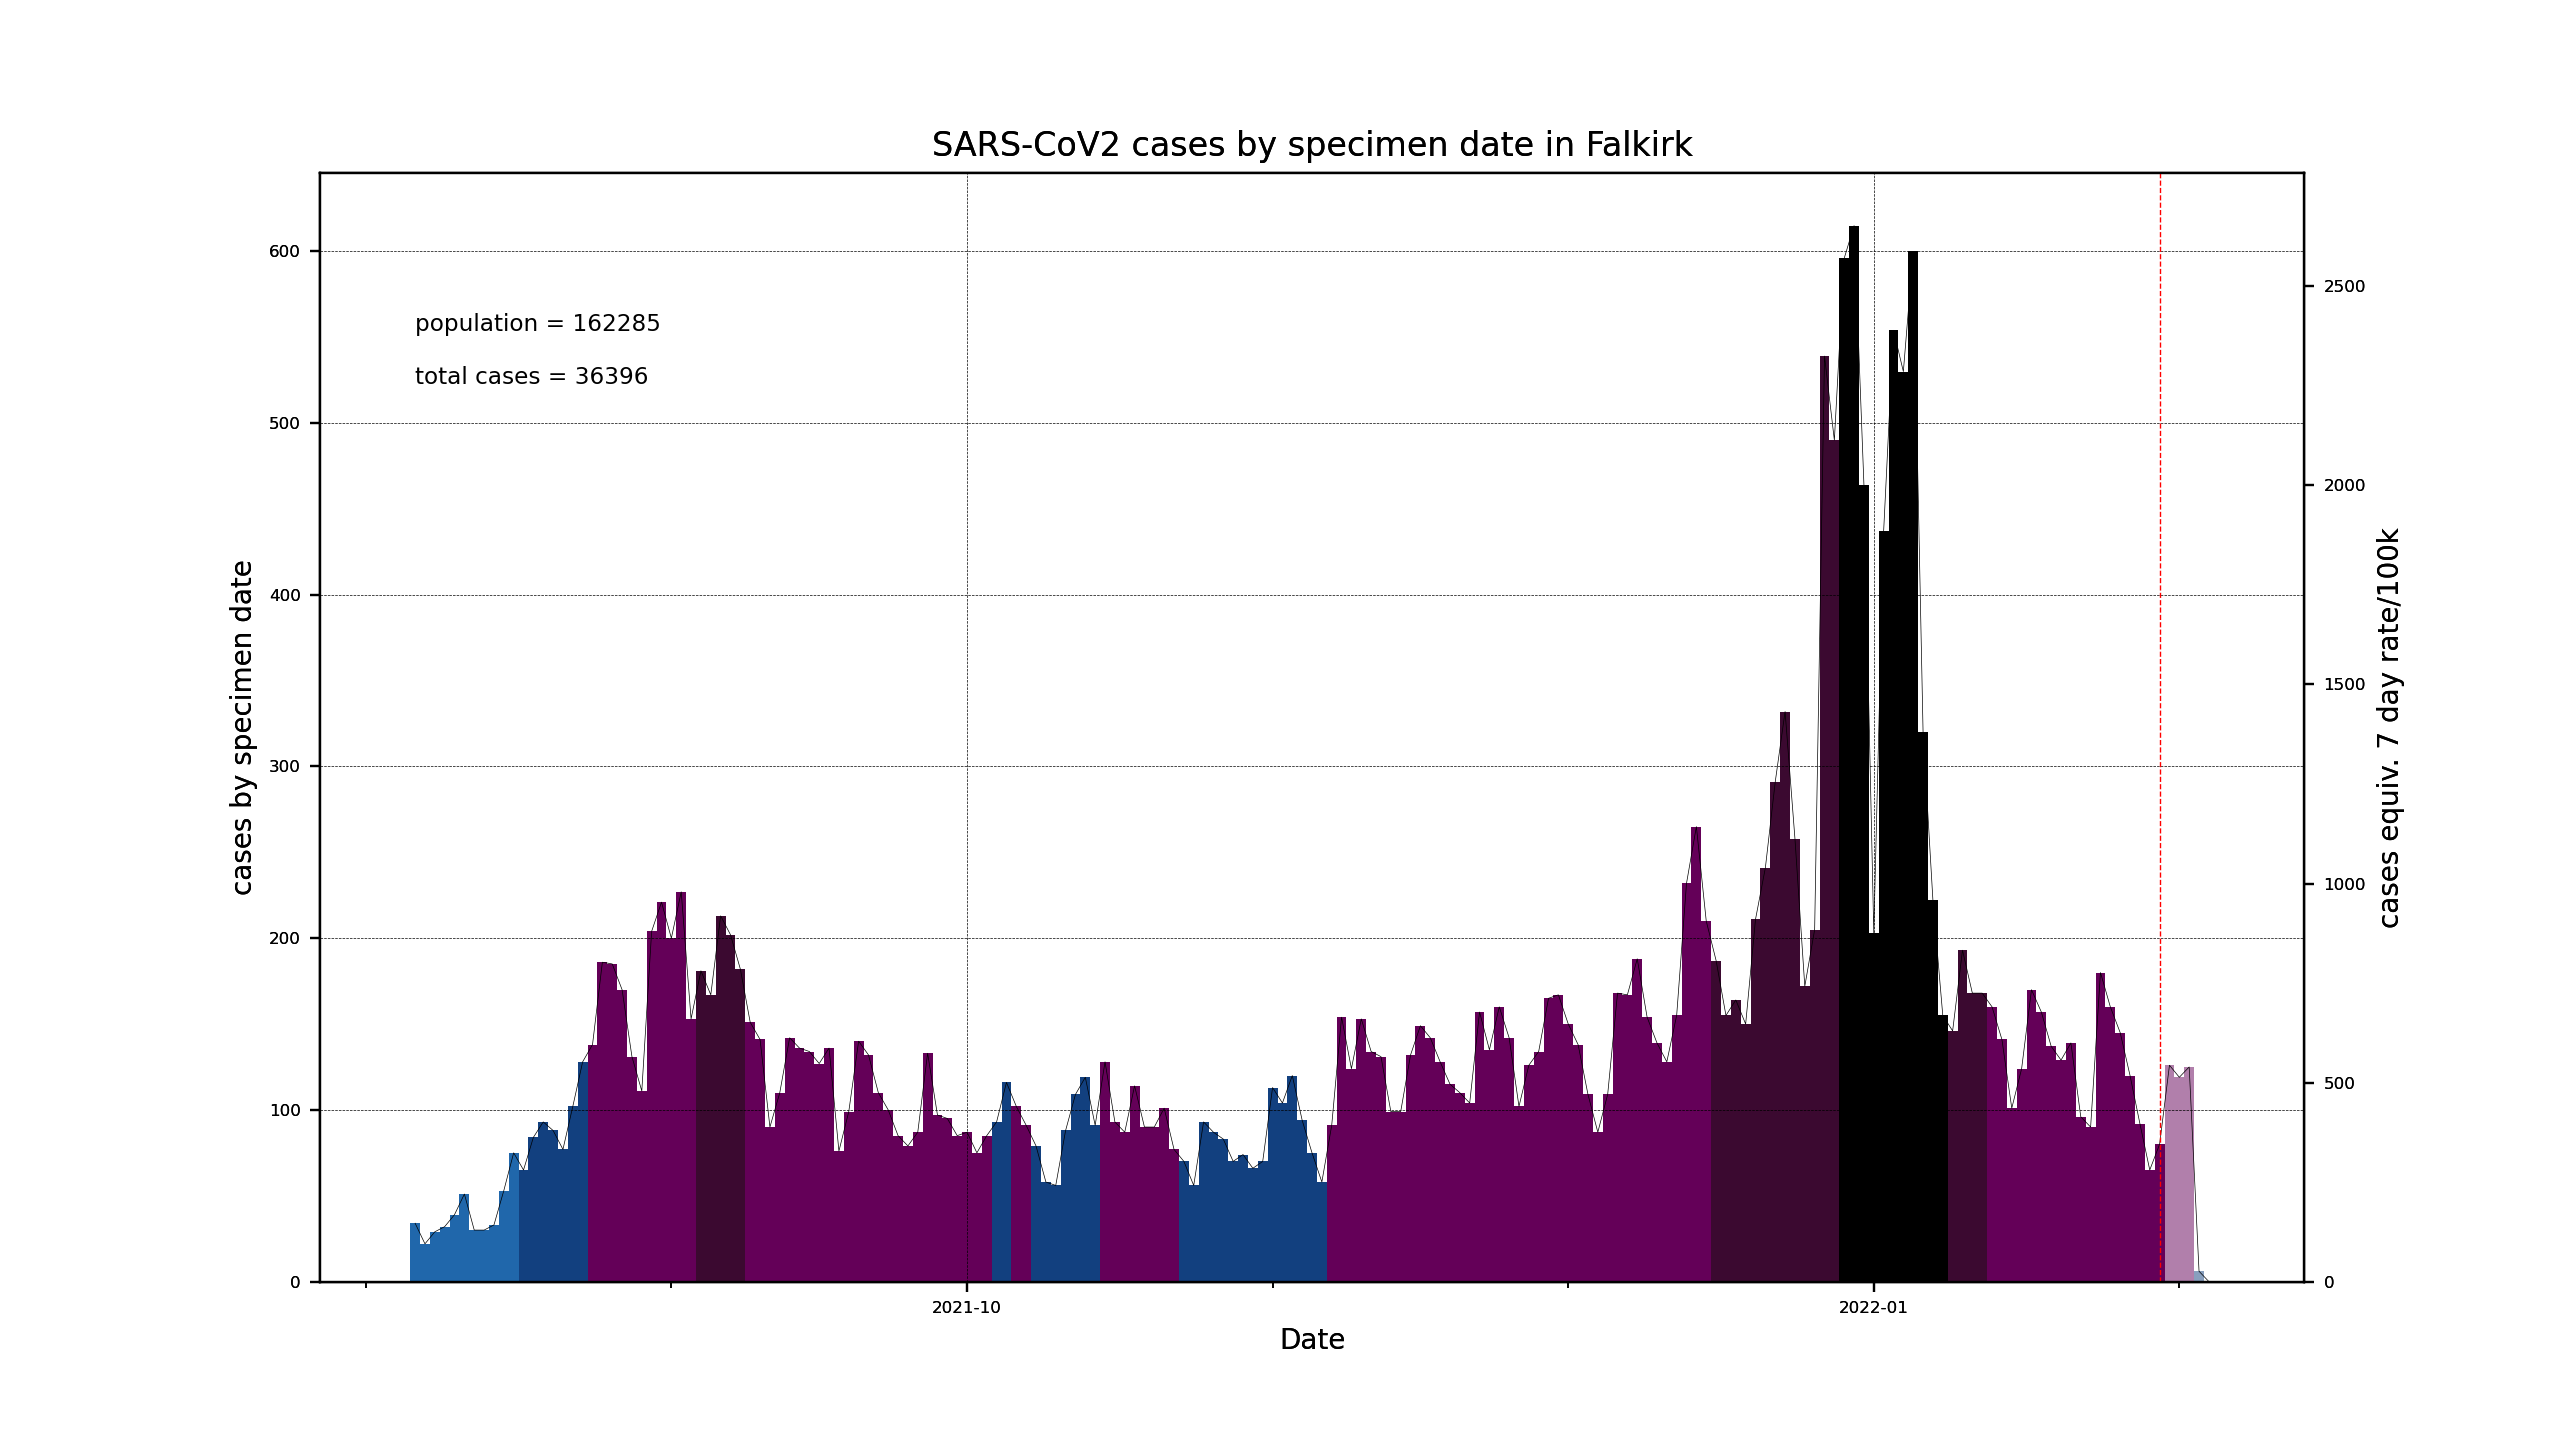 SARS-CoV2 cases by specimen date in Falkirk
population = 162285
total cases = 36396
cases by specimen date
600
500
400
300
200
100
0
2500
2000
1500
1000
500
0
cases equiv. 7 day rate/100k
2021-10
2022-01
Date